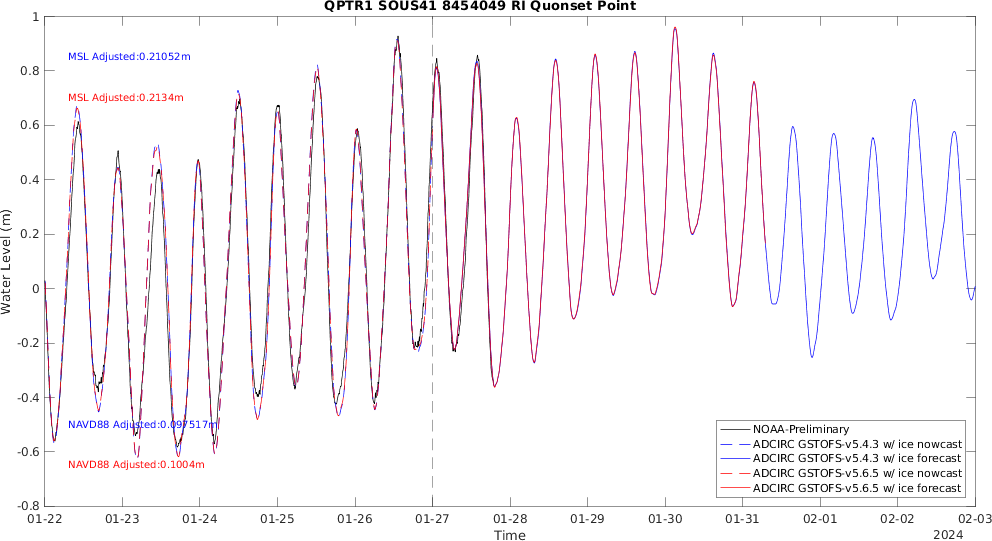 QPTR1 SOUS41 8454049 RI Quonset Point
1
0.8
0.6
0.4
0.2
0
-0.2
-0.4
-0.6
-0.8
Water Level (m)
MSL Adjusted:0.21052m
MSL Adjusted:0.2134m
NAVD88 Adjusted:0.097517m
NAVD88 Adjusted:0.1004m
NOAA-Preliminary
ADCIRC GSTOFS-v5.4.3 w/ ice nowcast
ADCIRC GSTOFS-v5.4.3 w/ ice forecast
ADCIRC GSTOFS-v5.6.5 w/ ice nowcast
ADCIRC GSTOFS-v5.6.5 w/ ice forecast
01-22 01-23 01-24 01-25 01-26 01-27 01-28 01-29 01-30 01-31 02-01 02-02 02-03
Time
2024